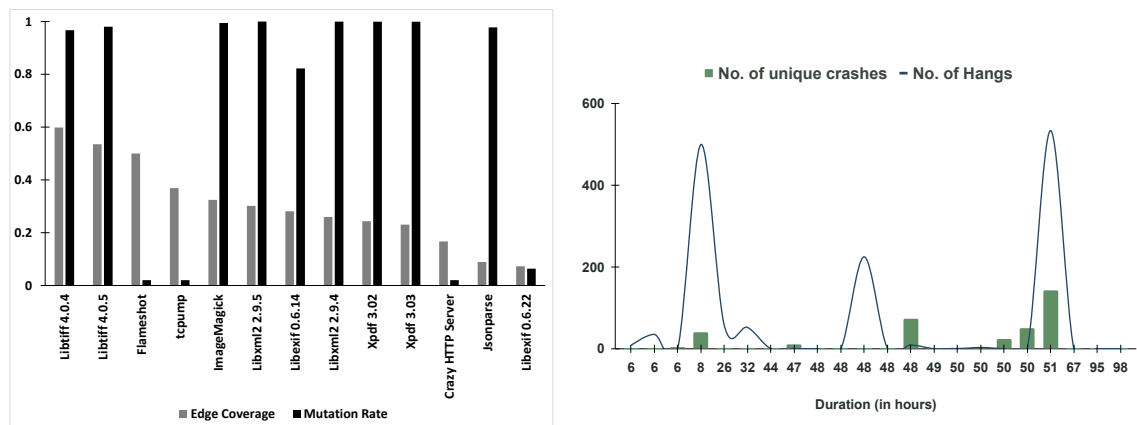 1
0.8
0.6
0.4
0.2
0
Libtiff 4.0.4
Libtiff 4.0.5
Flameshot
tcpump
ImageMagick
Libxml2 2.9.5
Libexif 0.6.14
Libxml2 2.9.4
Xpdf 3.02
Xpdf 3.03
Crazy HTTP Server
Jsonparse
Libexif 0.6.22
Edge Coverage Mutation Rate
No. of unique crashes No. of Hangs
600
400
200
0
6 6 6 8 26 32 44 47 48 48 48 48 48 49 50 50 50 50 51 67 95 98
Duration (in hours)